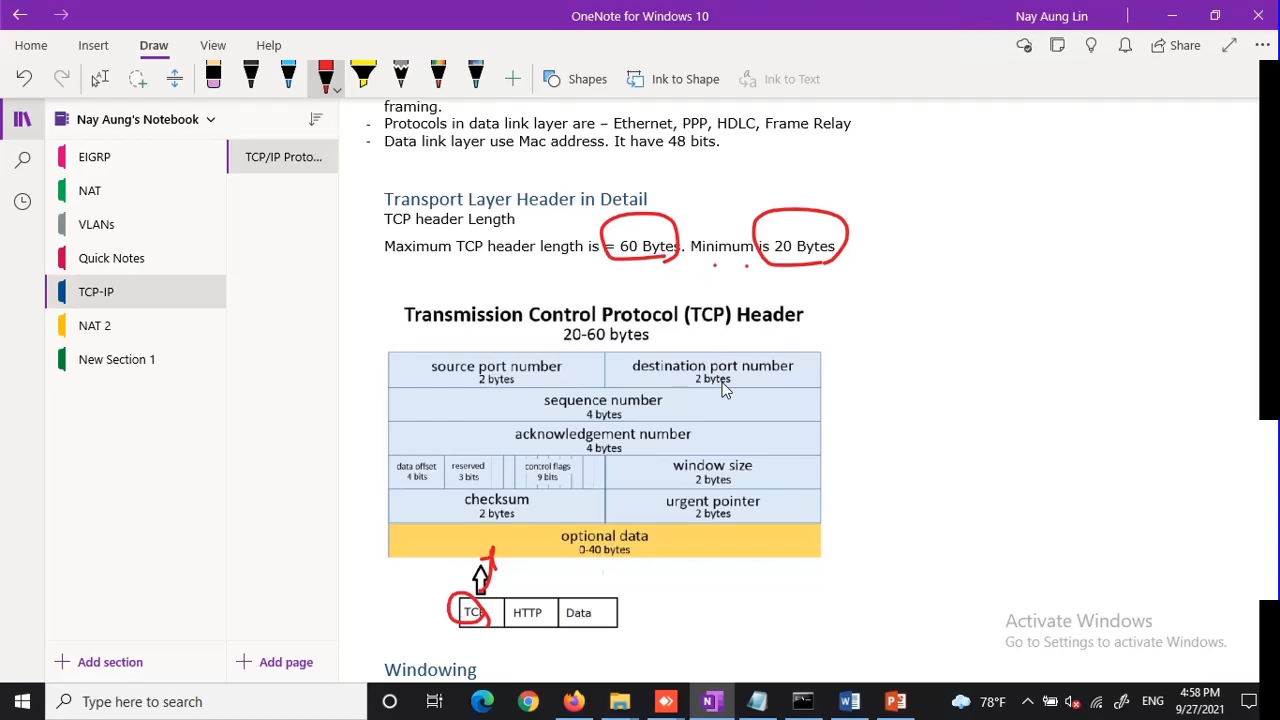 OneNote for Windows 10
Nay Aung Lin
Home Insert Draw View Help
Share
Shapes Ink to Shape Ink to Text
Nay Aung's Notebook
EIGRP
NAT
VLANs
Quick Notes
TCP-IP
NAT 2
New Section 1
Add section
TCP/IP Proto...
Add page
framing.
- Protocols in data link layer are – Ethernet, PPP, HDLC, Frame Relay
- Data link layer use Mac address. It have 48 bits.
Transport Layer Header in Detail
TCP header Length
Maximum TCP header length is = 60 Bytes. Minimum is 20 Bytes
Transmission Control Protocol (TCP) Header
20-60 bytes
source port number
2 bytes
destination port number
2 bytes
sequence number
4 bytes
acknowledgement number
4 bytes
data offset
4 bits
reserved
3 bits
control flags
9 bits
window size
2 bytes
checksum
2 bytes
urgent pointer
2 bytes
optional data
0-40 bytes
TCP HTTP Data
Windowing
Activate Windows
Go to Settings to activate Windows.
Type here to search
78°F
ENG
4:58 PM
9/27/2021